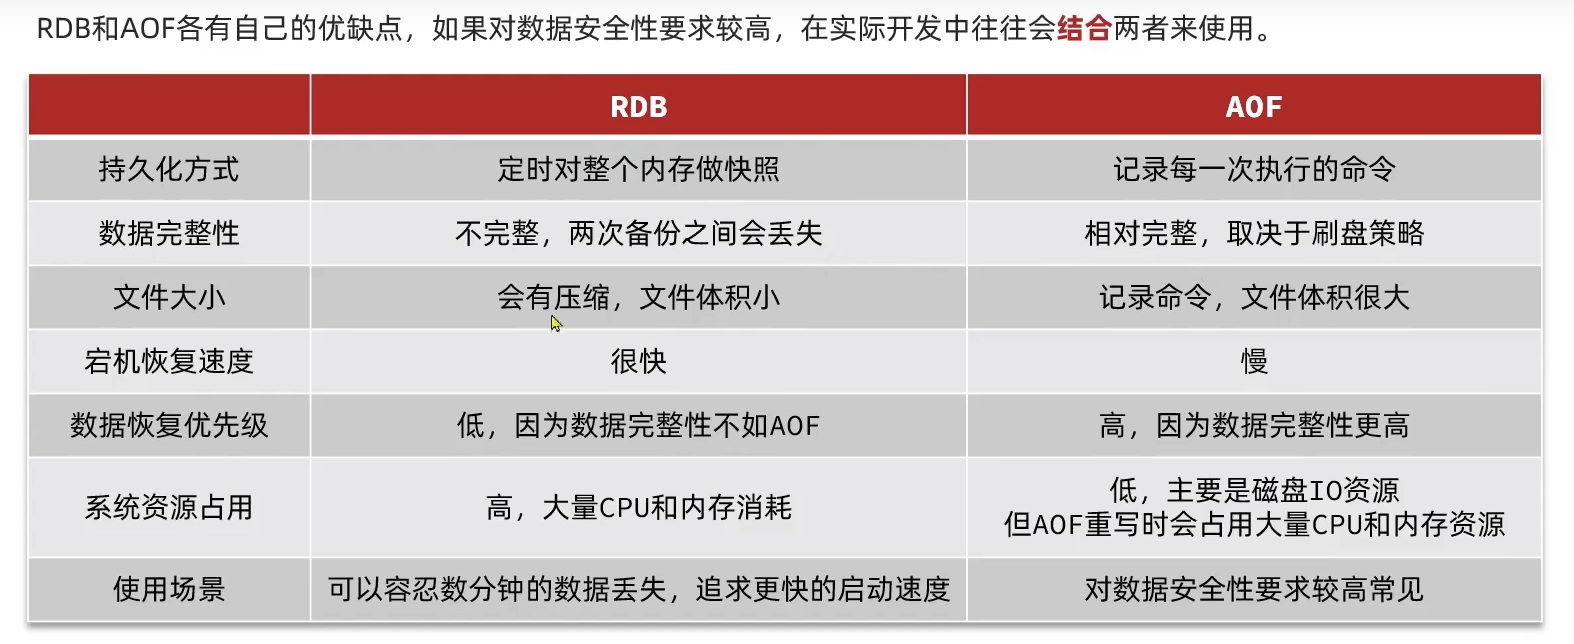 RDB和AOF各有自己的优缺点，如果对数据安全性要求较高，在实际开发中往往会结合两者来使用。
RDB AOF
持久化方式 定时对整个内存做快照 记录每一次执行的命令
数据完整性 不完整，两次备份之间会丢失 相对完整，取决于刷盘策略
文件大小 会有压缩，文件体积小 记录命令，文件体积很大
宕机恢复速度 很快 慢
数据恢复优先级 低，因为数据完整性不如AOF 高，因为数据完整性更高
系统资源占用 高，大量CPU和内存消耗 低，主要是磁盘IO资源
但AOF重写时会占用大量CPU和内存资源
使用场景 可以容忍数分钟的数据丢失，追求更快的启动速度 对数据安全性要求较高常见